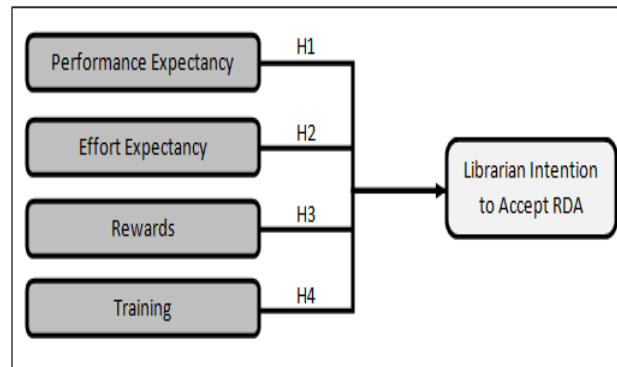 Performance Expectancy
H1
Effort Expectancy
H2
Rewards
H3
Training
H4
Librarian Intention
to Accept RDA